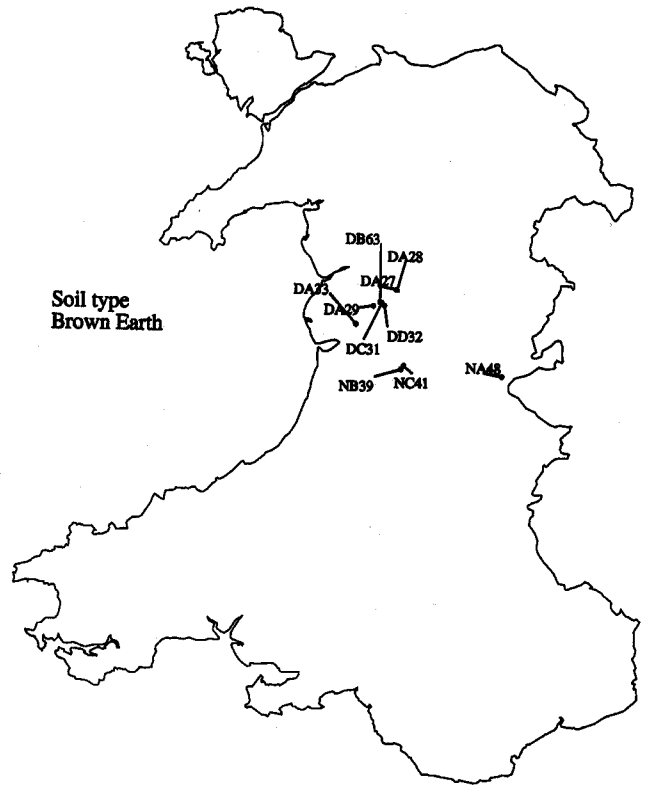 DB63
DA28
DA27
DA33
DA29
Soil type
Brown Earth
DD32
DC31
NB39
NC41
NA48